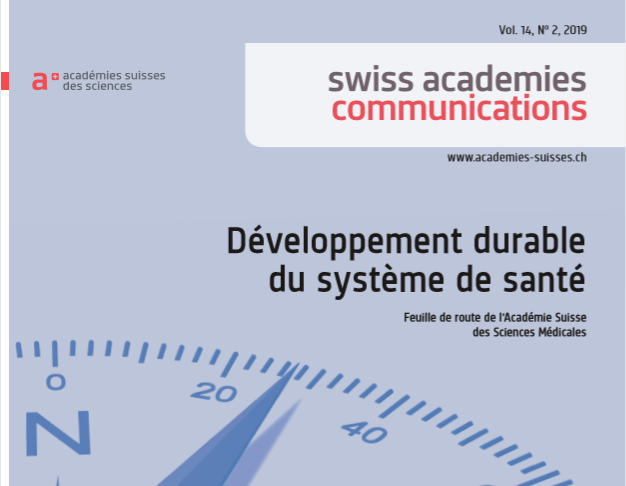 Vol. 14, Nº 2, 2019
a+ académies suisses
des sciences
swiss academies
communications
www.academies-suisses.ch
Développement durable
du système de santé
Feuille de route de l'Académie Suisse
des Sciences Médicales
0
20
40
N